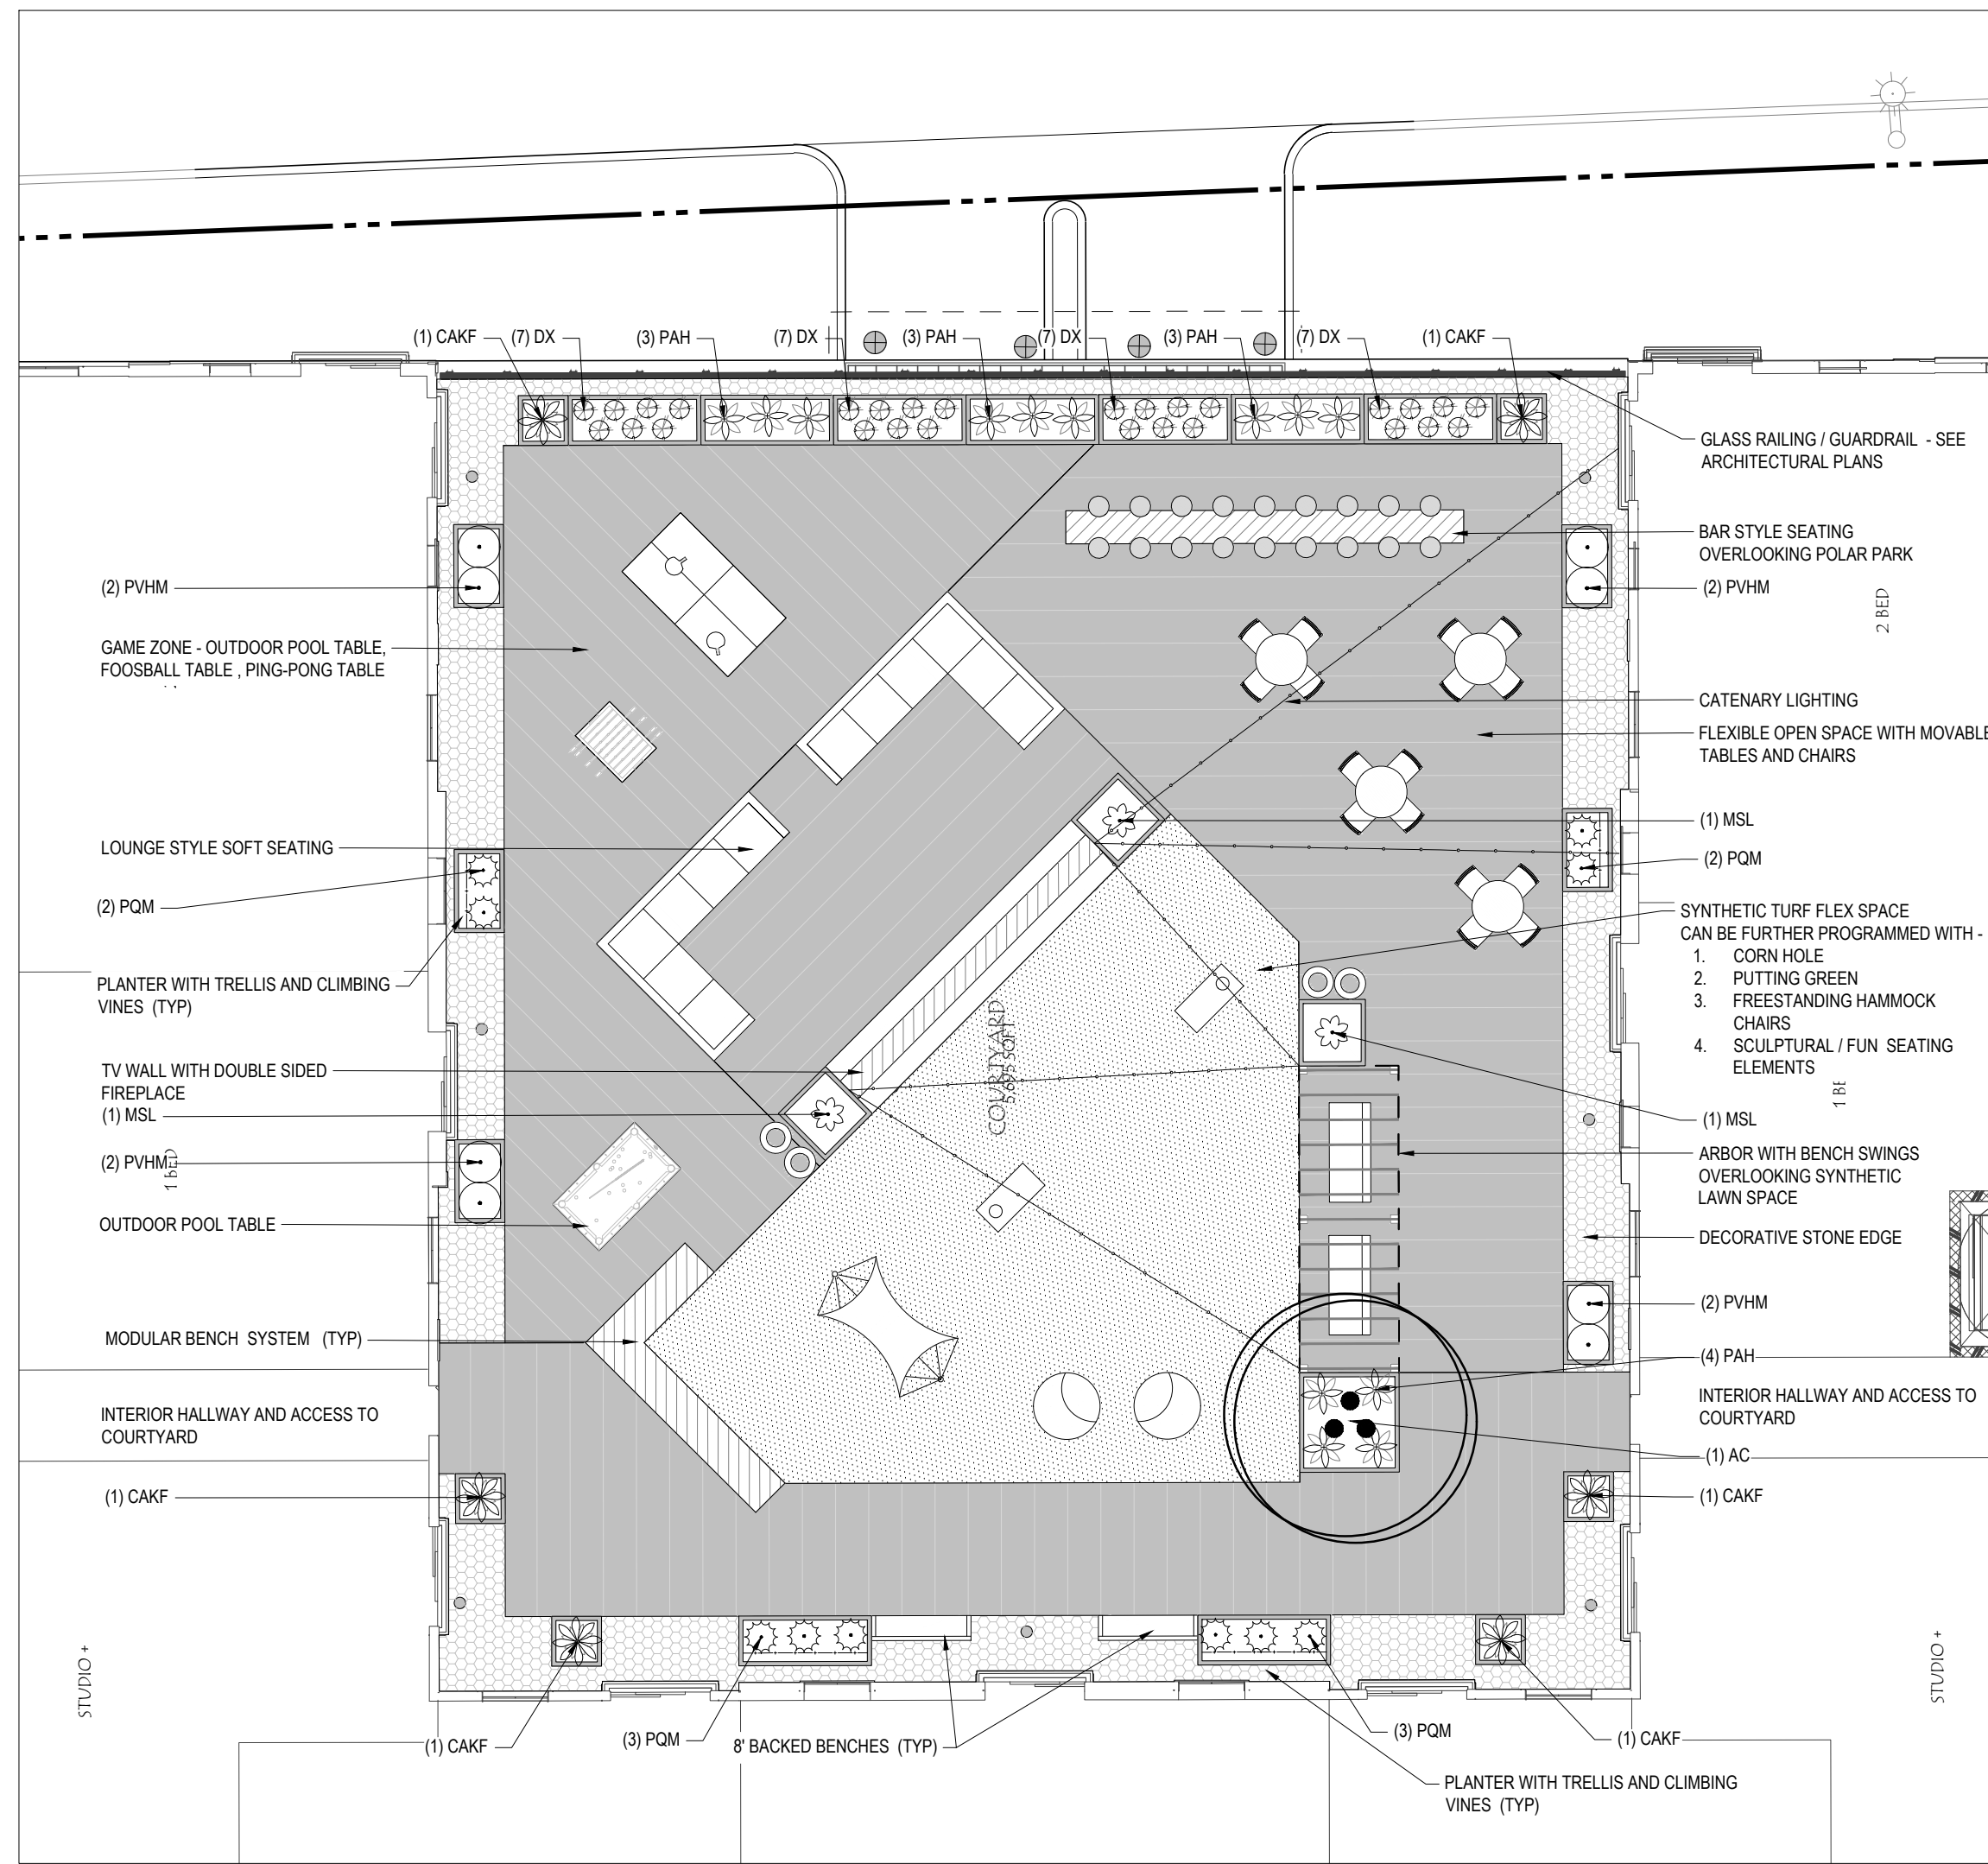 (1) CAKF
(7) DX
(3) PAH
(7) DX
(3) PAH
(7) DX
(3) PAH
(7) DX
(1) CAKF
GLASS RAILING / GUARDRAIL - SEE
ARCHITECTURAL PLANS
BAR STYLE SEATING
OVERLOOKING POLAR PARK
(2) PVHM
2 BED
CATENARY LIGHTING
FLEXIBLE OPEN SPACE WITH MOVABLE
TABLES AND CHAIRS
(1) MSL
(2) PQM
SYNTHETIC TURF FLEX SPACE
CAN BE FURTHER PROGRAMMED WITH -
1. CORN HOLE
2. PUTTING GREEN
3. FREESTANDING HAMMOCK
CHAIRS
4. SCULPTURAL / FUN SEATING
ELEMENTS
1 BE
(1) MSL
ARBOR WITH BENCH SWINGS
OVERLOOKING SYNTHETIC
LAWN SPACE
DECORATIVE STONE EDGE
(2) PVHM
(4) PAH
INTERIOR HALLWAY AND ACCESS TO
COURTYARD
(1) AC
(1) CAKF
STUDIO +
(2) PVHM
GAME ZONE - OUTDOOR POOL TABLE,
FOOSBALL TABLE , PING-PONG TABLE
LOUNGE STYLE SOFT SEATING
(2) PQM
PLANTER WITH TRELLIS AND CLIMBING
VINES (TYP)
TV WALL WITH DOUBLE SIDED
FIREPLACE
(1) MSL
(2) PVHM
1 BED
OUTDOOR POOL TABLE
MODULAR BENCH SYSTEM (TYP)
INTERIOR HALLWAY AND ACCESS TO
COURTYARD
(1) CAKF
STUDIO +
COURTYARD
5,695 SQFT
(1) CAKF
(3) PQM
8' BACKED BENCHES (TYP)
(3) PQM
(1) CAKF
PLANTER WITH TRELLIS AND CLIMBING
VINES (TYP)